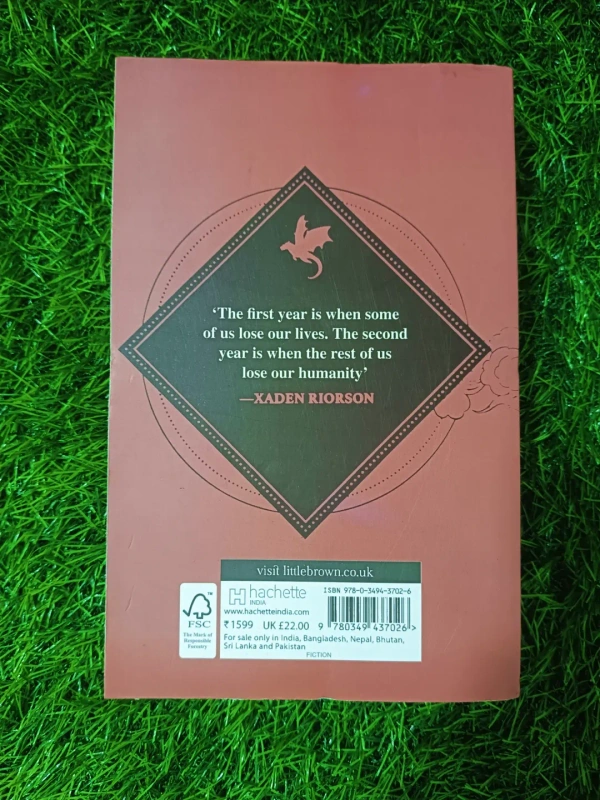 ‘The first year is when some
of us lose our lives. The second
year is when the rest of us
lose our humanity’
—XADEN RIORSON
visit littlebrown.co.uk
hachette
INDIA
www.hachetteindia.com
₹1599 UK £22.00
For sale only in India, Bangladesh, Nepal, Bhutan,
Sri Lanka and Pakistan
FICTION
ISBN 978-0-3494-3702-6
9 780349 437026 >
FSC
™
The Mark of
Responsible
Forestry